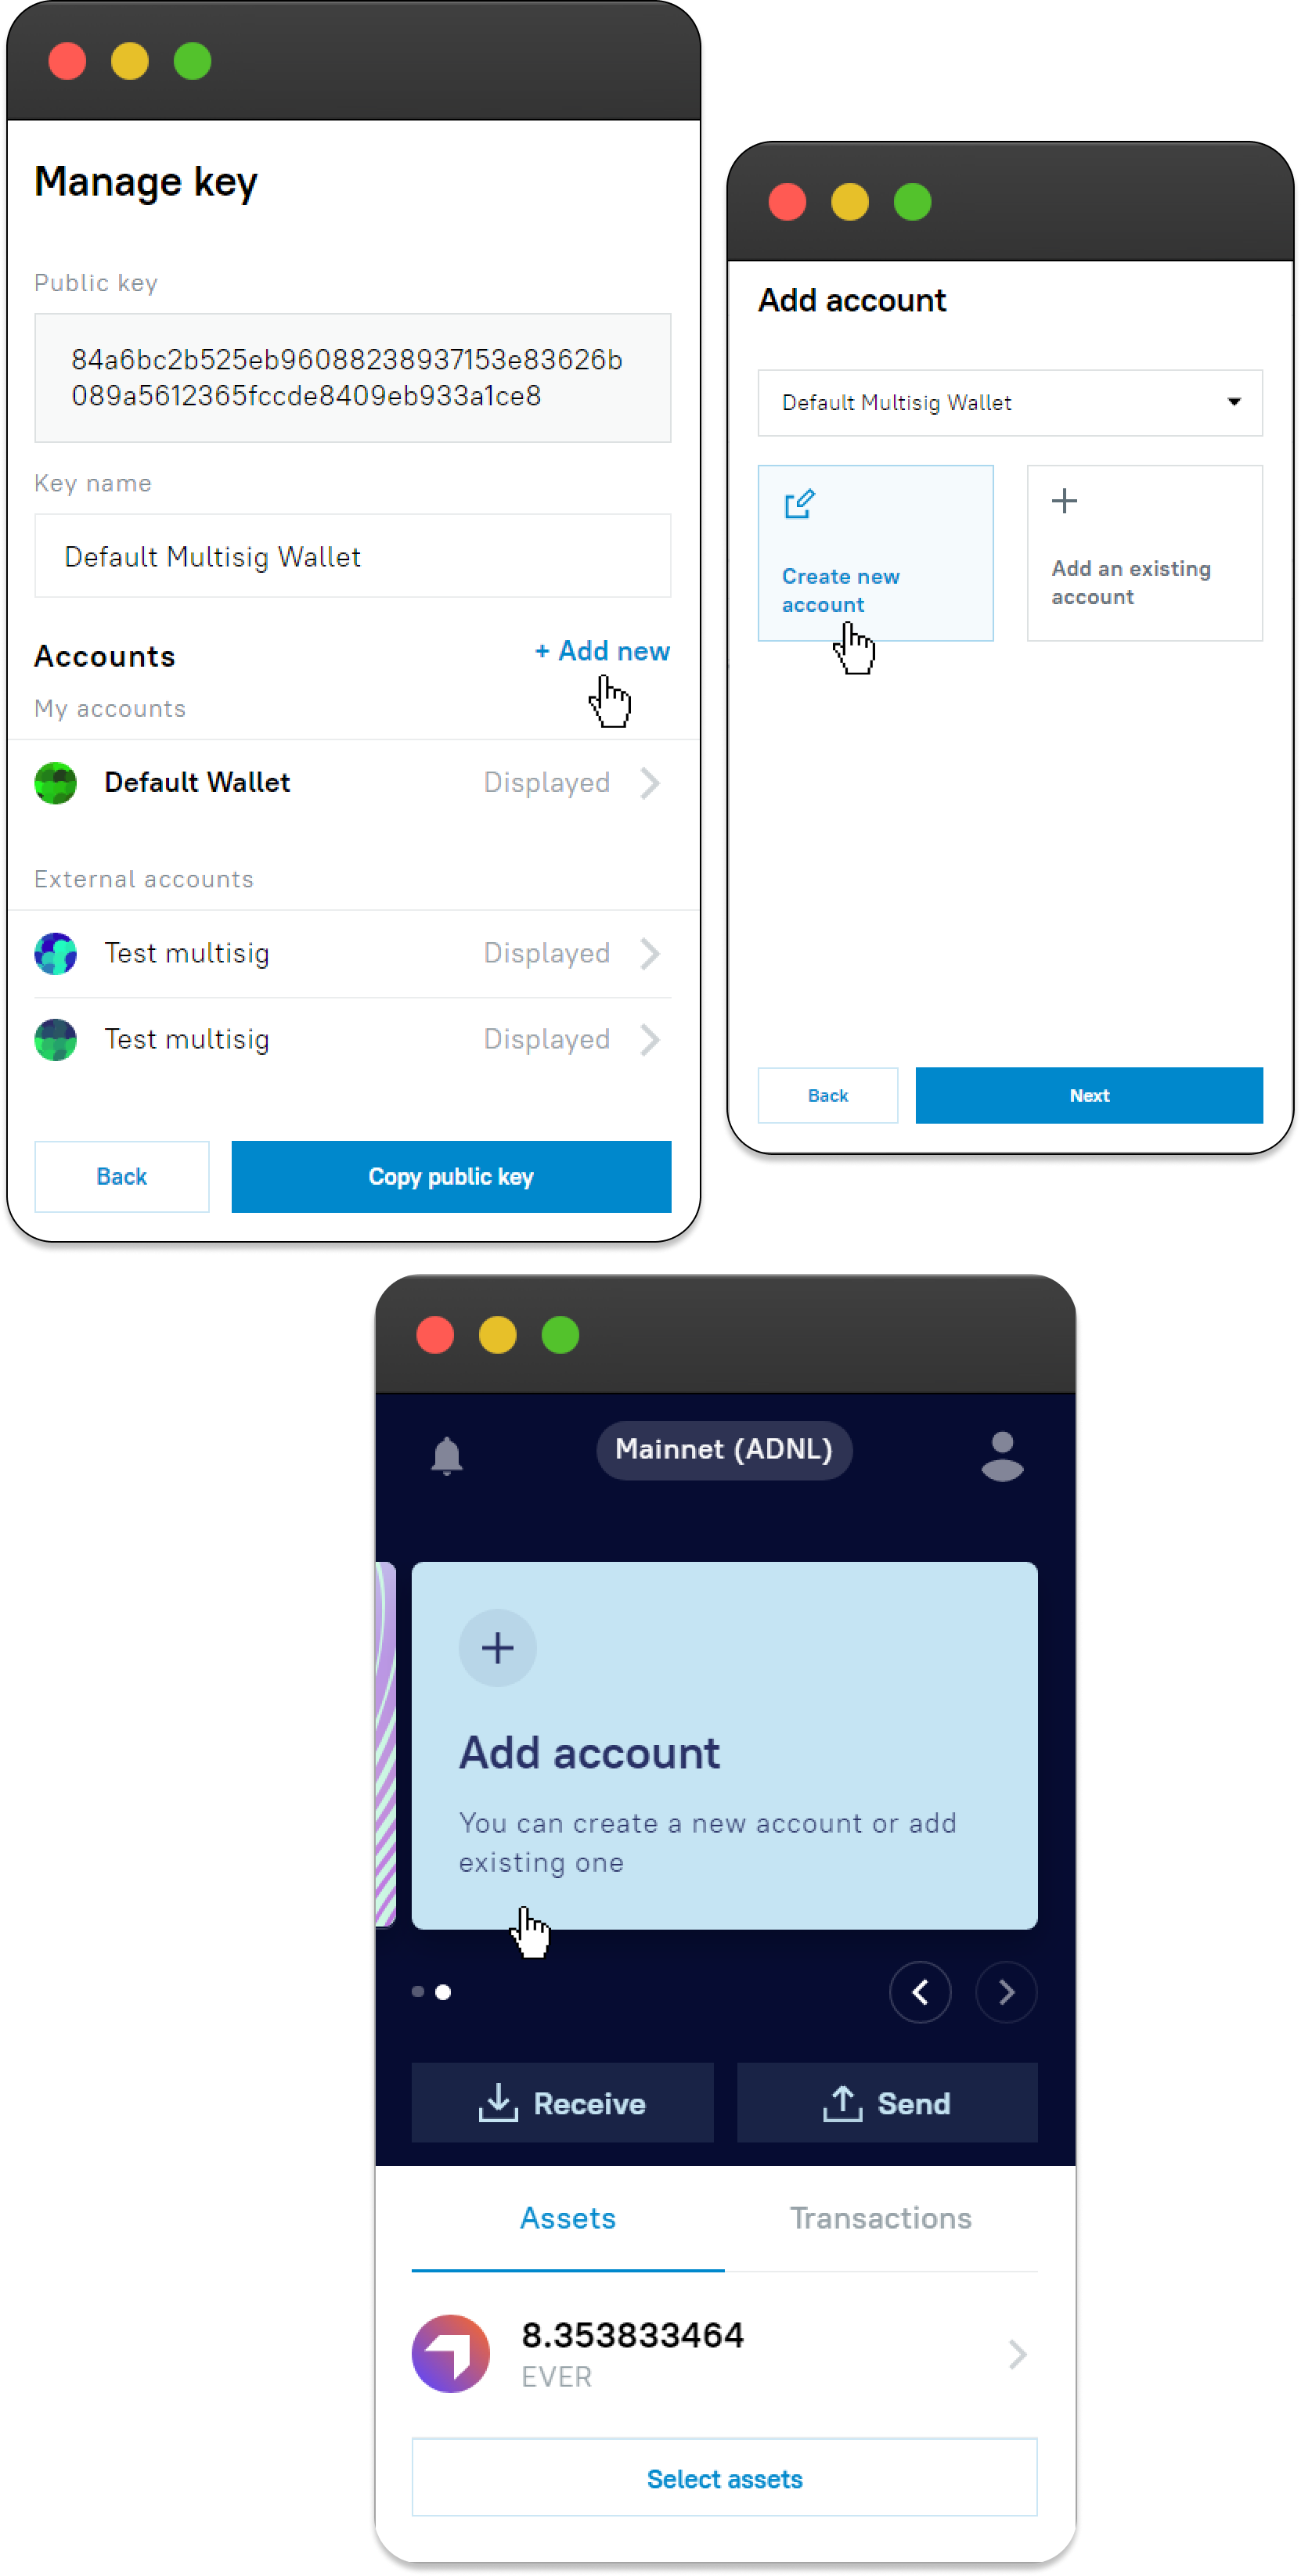 Manage key
Public key
84a6bc2b525eb96088238937153e83626b
089a5612365fccde8409eb933a1ce8
Key name
Default Multisig Wallet
Accounts
+ Add new
My accounts
Default Wallet
Displayed
External accounts
Test multisig
Displayed
Test multisig
Displayed
Back
Copy public key
Add account
Default Multisig Wallet
Create new
account
Add an existing
account
Back
Next
Mainnet (ADNL)
Add account
You can create a new account or add
existing one
Receive
Send
Assets
Transactions
8.353833464
EVER
Select assets